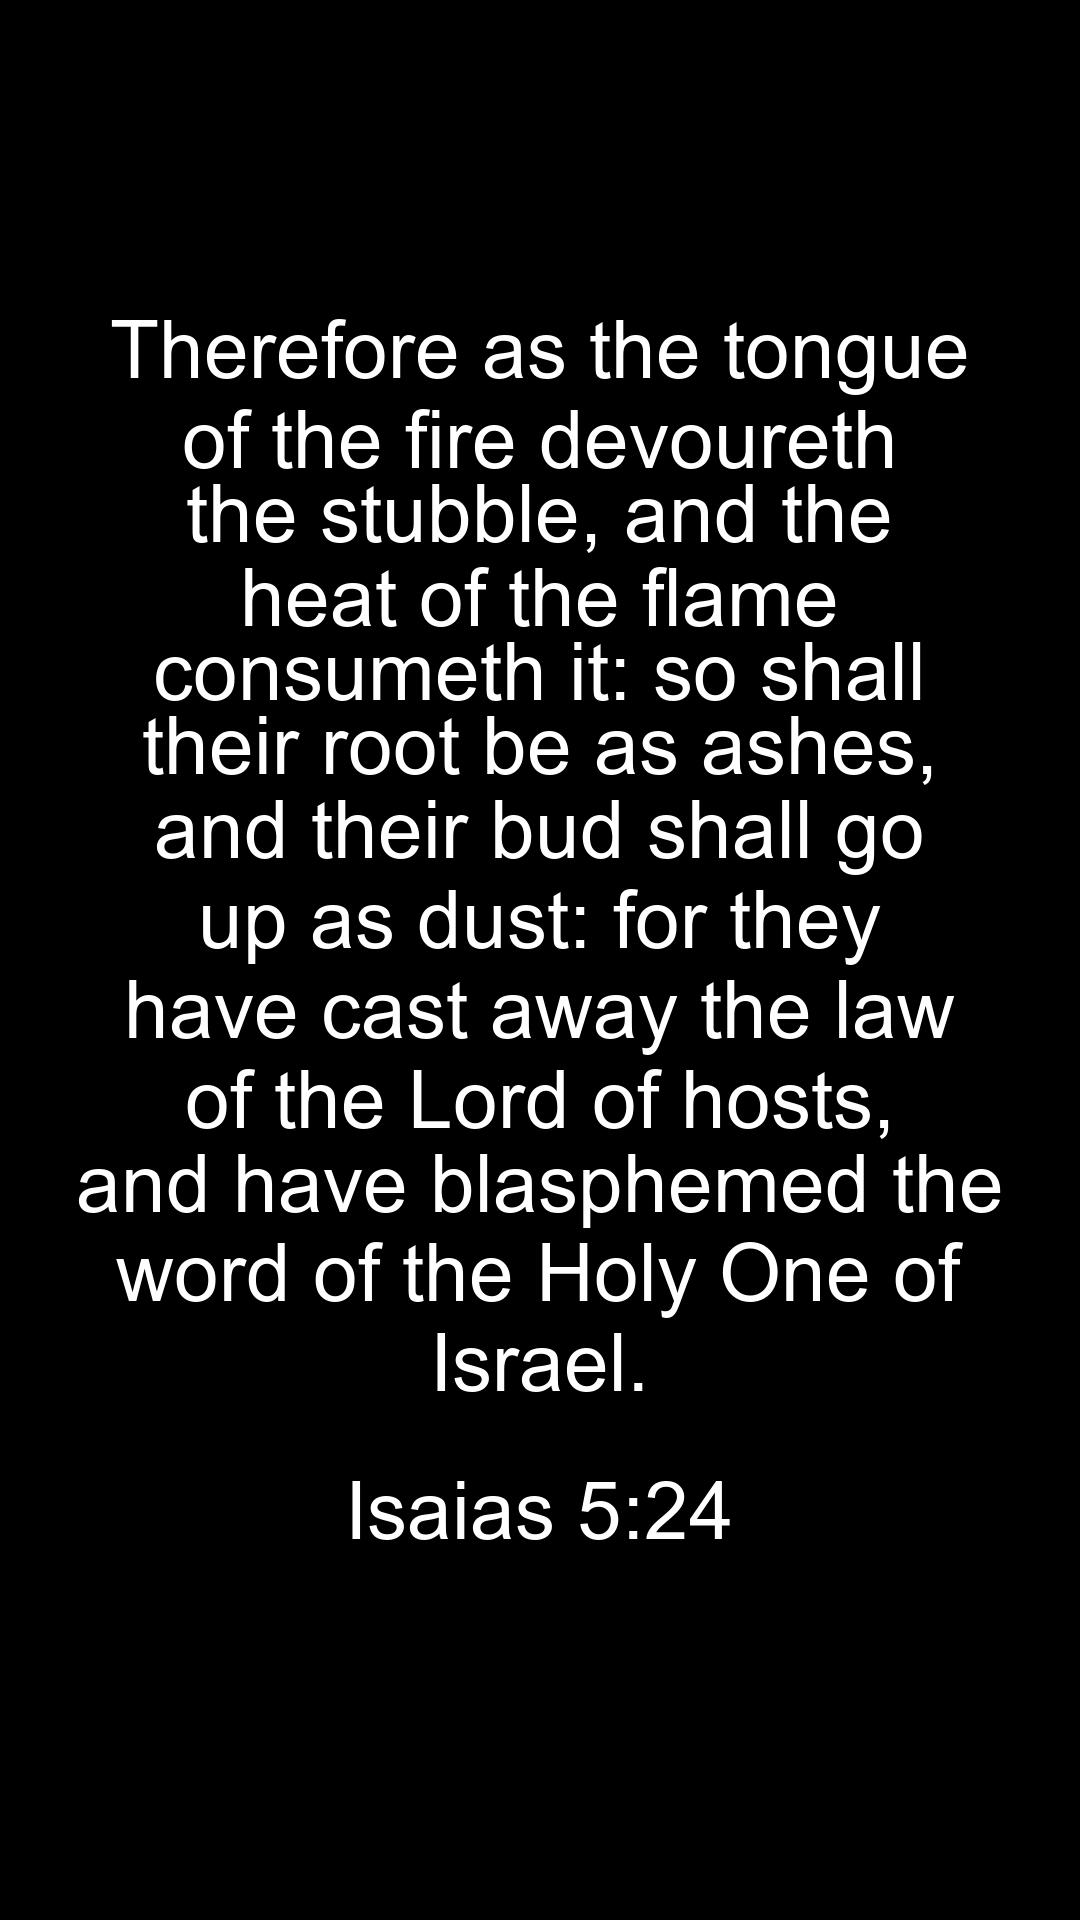 Therefore as the tongue
of the fire devoureth
the stubble, and the
heat of the flame
consumeth it: so shall
their root be as ashes,
and their bud shall go
up as dust: for they
have cast away the law
of the Lord of hosts,
and have blasphemed the
word of the Holy One of
Israel.
Isaias 5:24